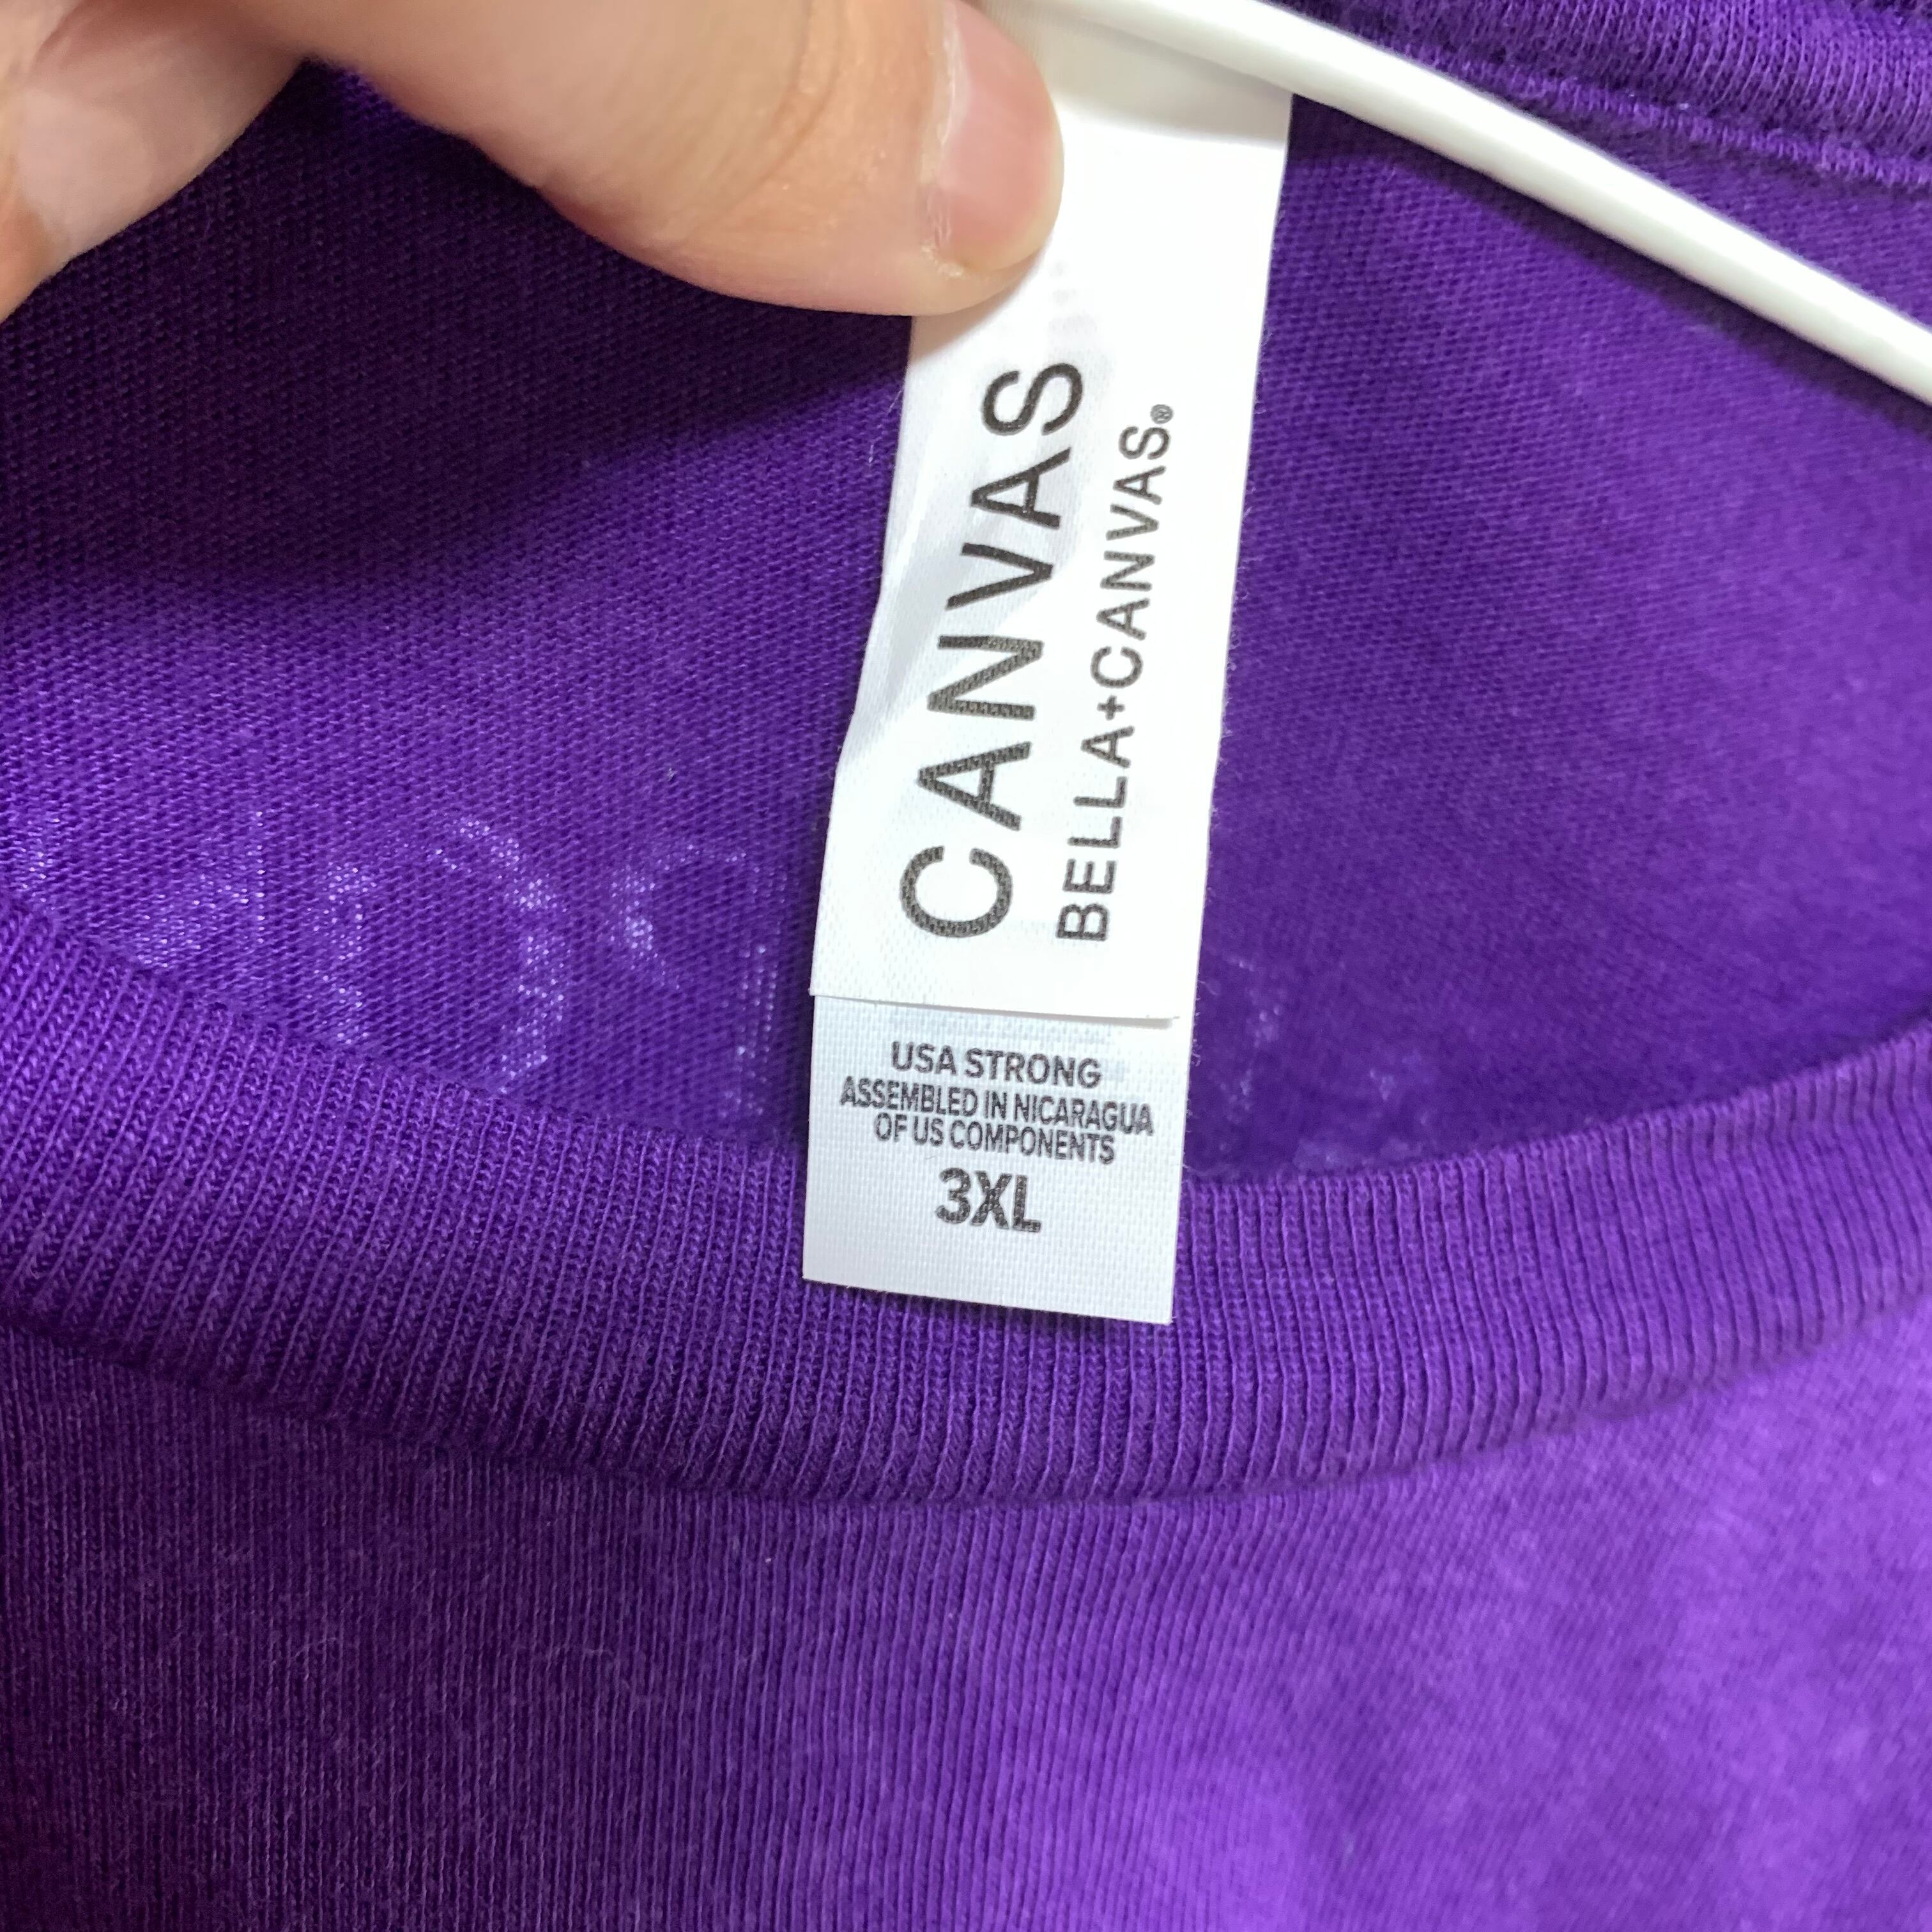 CANVAS
BELLA+CANVAS®
USA STRONG
ASSEMBLED IN NICARAGUA
OF US COMPONENTS
3XL